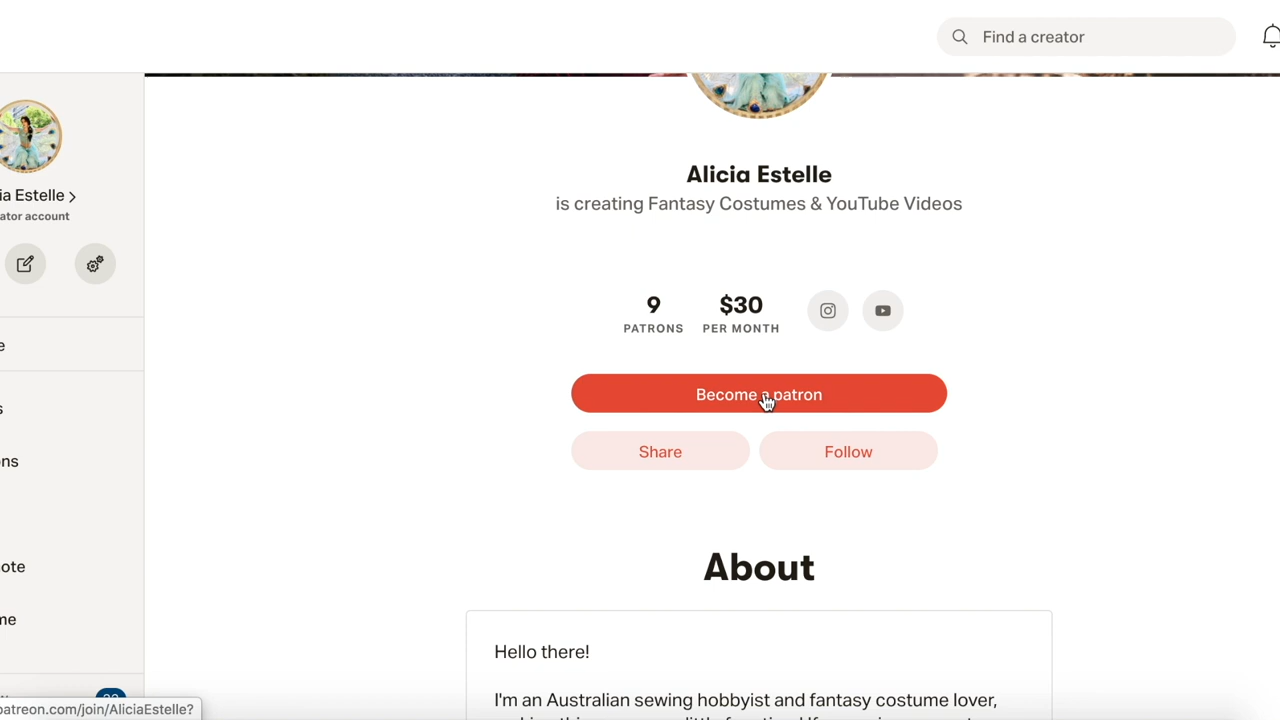 Find a creator
ia Estelle >
ator account
Alicia Estelle
is creating Fantasy Costumes & YouTube Videos
9
PATRONS
$30
PER MONTH
Become a patron
Share
Follow
ons
ote
me
About
Hello there!
I'm an Australian sewing hobbyist and fantasy costume lover,
patreon.com/join/AliciaEstelle?